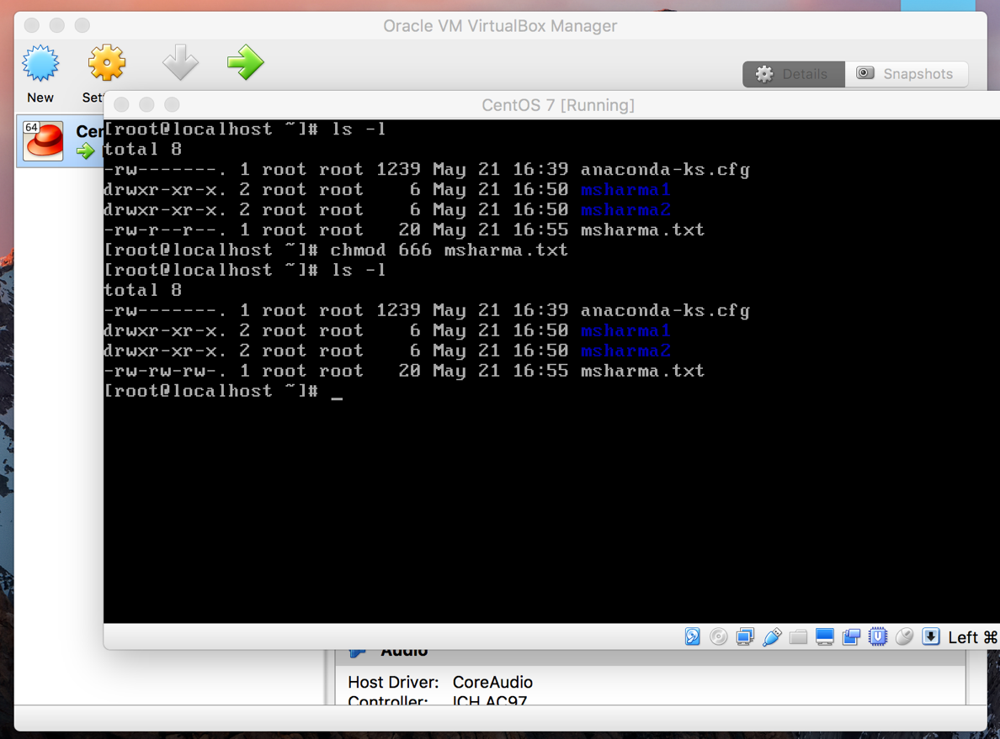 Oracle VM VirtualBox Manager
New
Details
Snapshots
CentOS 7 [Running]
64
[root@localhost ~]# ls -l
total 8
-rw-------. 1 root root 1239 May 21 16:39 anaconda-ks.cfg
drwxr-xr-x. 2 root root 6 May 21 16:50 msharma1
drwxr-xr-x. 2 root root 6 May 21 16:50 msharma2
-rw-r--r--. 1 root root 20 May 21 16:55 msharma.txt
[root@localhost ~]# chmod 666 msharma.txt
[root@localhost ~]# ls -l
total 8
-rw-------. 1 root root 1239 May 21 16:39 anaconda-ks.cfg
drwxr-xr-x. 2 root root 6 May 21 16:50 msharma1
drwxr-xr-x. 2 root root 6 May 21 16:50 msharma2
-rw-rw-rw-. 1 root root 20 May 21 16:55 msharma.txt
[root@localhost ~]# _
Left ⌘
Audio
Host Driver: CoreAudio
Controller: ICH AC97